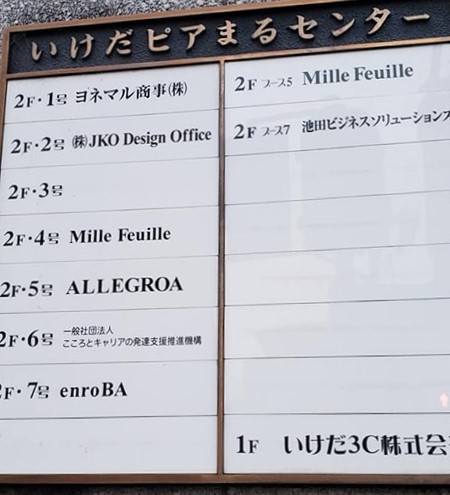 いけだピアまるセンター
2F・1号 ヨネマル商事㈱
2F・2号 ㈱JKO Design Office
2F・3号
2F・4号 Mille Feuille
2F・5号 ALLEGROA
2F・6号 一般社団法人
こころとキャリアの発達支援推進機構
2F・7号 enroBA
2F ブース5 Mille Feuille
2F ブース7 池田ビジネスソリューションズ
1F いけだ3C株式会